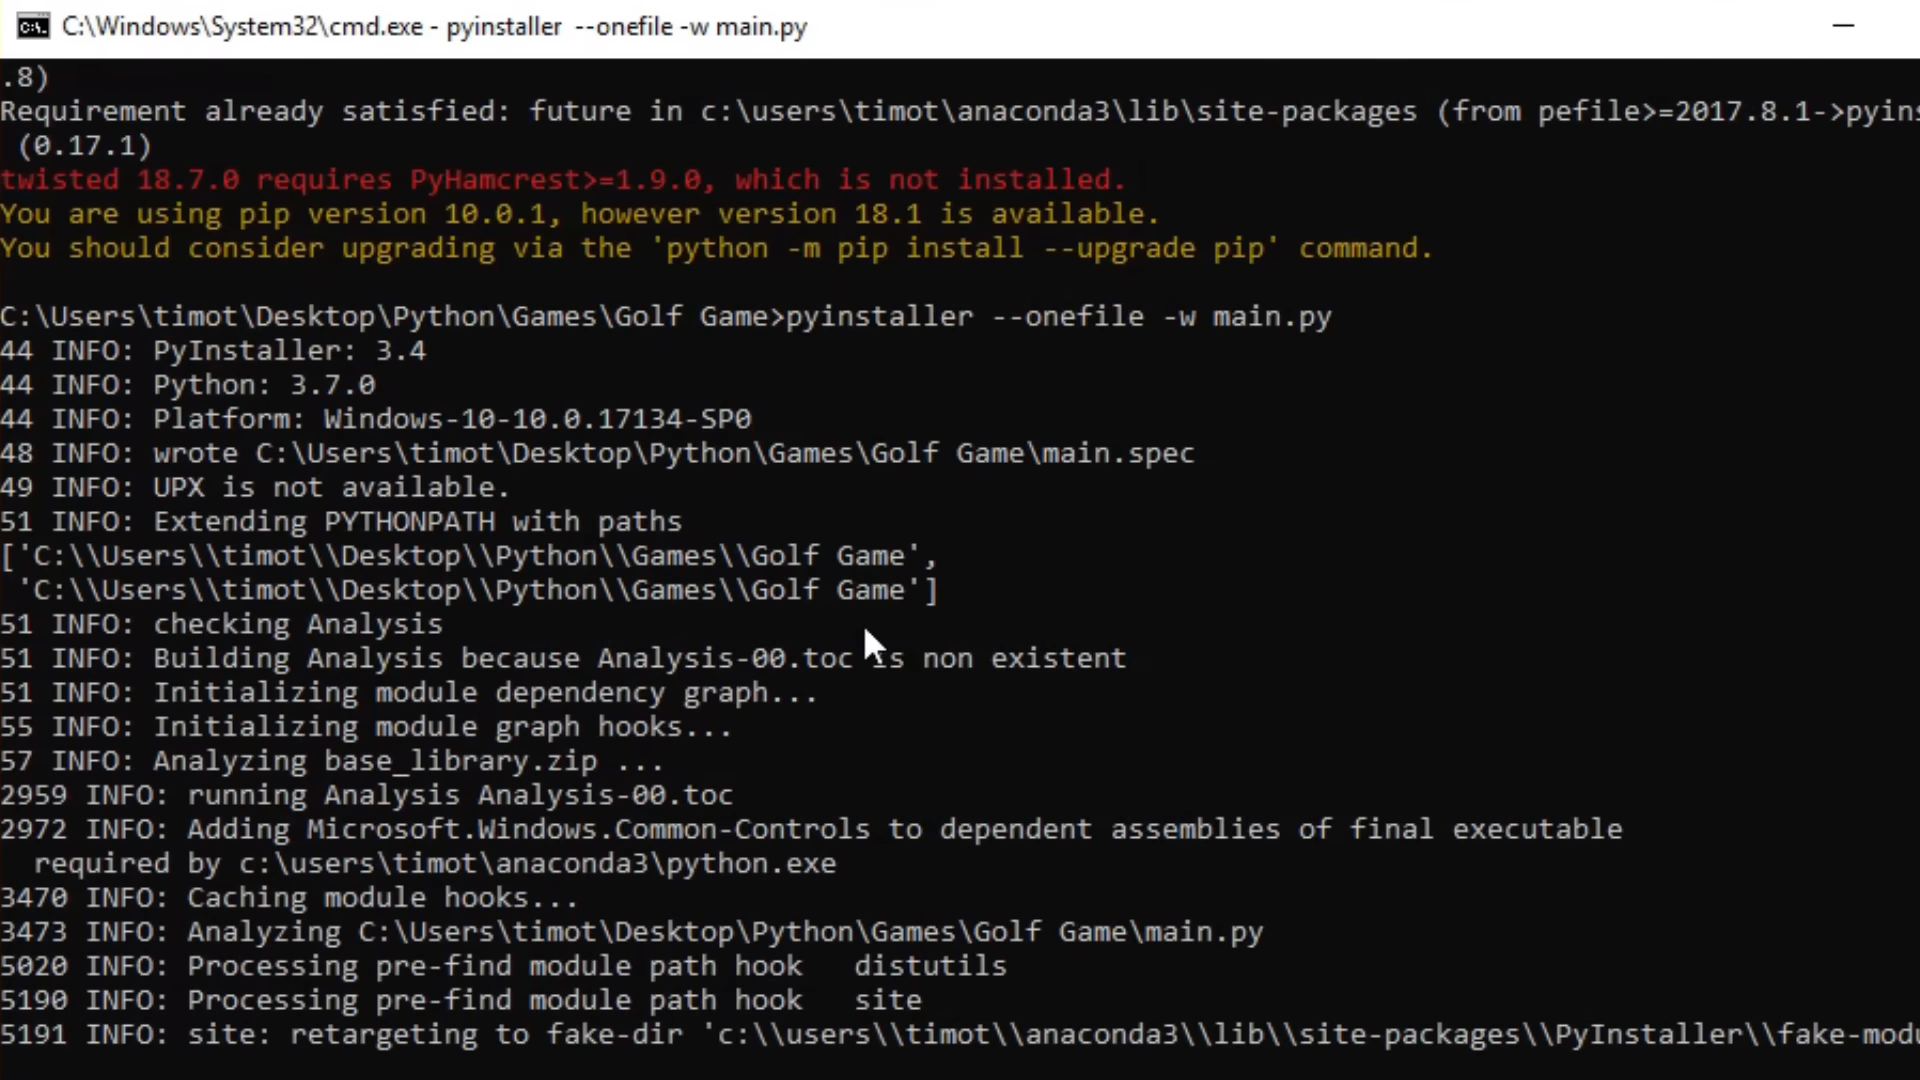 C:\Windows\System32\cmd.exe - pyinstaller  --onefile -w main.py
.8)
Requirement already satisfied: future in c:\users\timot\anaconda3\lib\site-packages (from pefile>=2017.8.1->pyins
 (0.17.1)
twisted 18.7.0 requires PyHamcrest>=1.9.0, which is not installed.
You are using pip version 10.0.1, however version 18.1 is available.
You should consider upgrading via the 'python -m pip install --upgrade pip' command.
C:\Users\timot\Desktop\Python\Games\Golf Game>pyinstaller --onefile -w main.py
44 INFO: PyInstaller: 3.4
44 INFO: Python: 3.7.0
44 INFO: Platform: Windows-10-10.0.17134-SP0
48 INFO: wrote C:\Users\timot\Desktop\Python\Games\Golf Game\main.spec
49 INFO: UPX is not available.
51 INFO: Extending PYTHONPATH with paths
['C:\\Users\\timot\\Desktop\\Python\\Games\\Golf Game',
 'C:\\Users\\timot\\Desktop\\Python\\Games\\Golf Game']
51 INFO: checking Analysis
51 INFO: Building Analysis because Analysis-00.toc is non existent
51 INFO: Initializing module dependency graph...
55 INFO: Initializing module graph hooks...
57 INFO: Analyzing base_library.zip ...
2959 INFO: running Analysis Analysis-00.toc
2972 INFO: Adding Microsoft.Windows.Common-Controls to dependent assemblies of final executable
  required by c:\users\timot\anaconda3\python.exe
3470 INFO: Caching module hooks...
3473 INFO: Analyzing C:\Users\timot\Desktop\Python\Games\Golf Game\main.py
5020 INFO: Processing pre-find module path hook   distutils
5190 INFO: Processing pre-find module path hook   site
5191 INFO: site: retargeting to fake-dir 'c:\\users\\timot\\anaconda3\\lib\\site-packages\\PyInstaller\\fake-modu